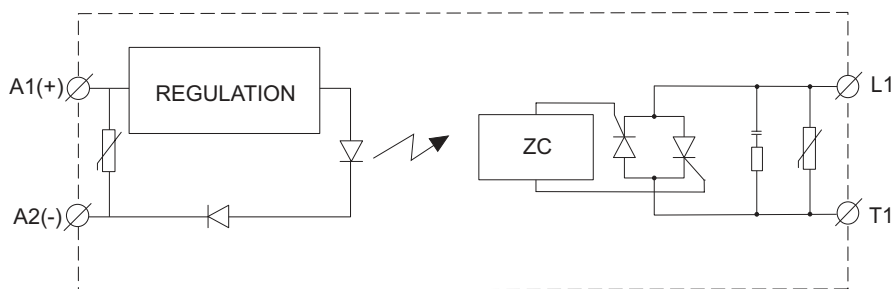 A1(+)
REGULATION
L1
ZC
A2(-)
T1